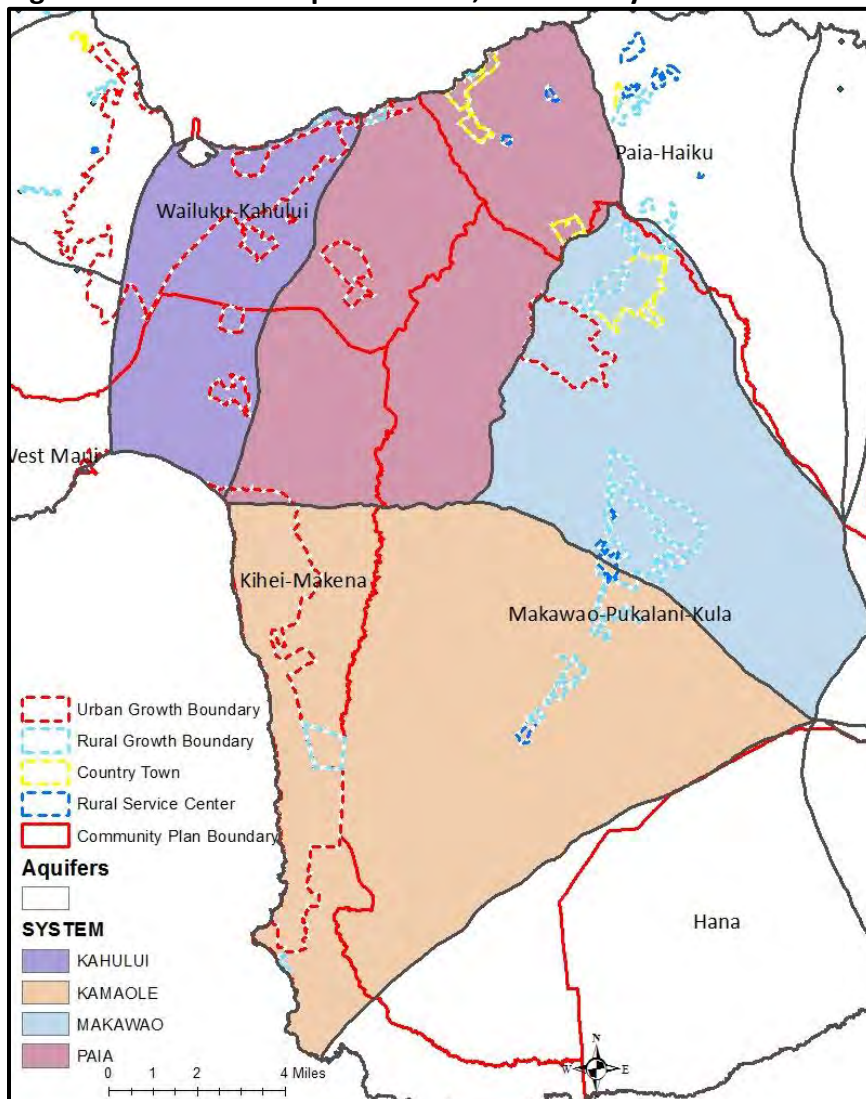 Paia-Haiku
Wailuku-Kahului
West Maui
Kihei-Makena
Makawao-Pukalani-Kula
Hana
Urban Growth Boundary
Rural Growth Boundary
Country Town
Rural Service Center
Community Plan Boundary
Aquifers
SYSTEM
KAHULUI
KAMAOLE
MAKAWAO
PAIA
0 1 2 4 Miles
N
W E
S